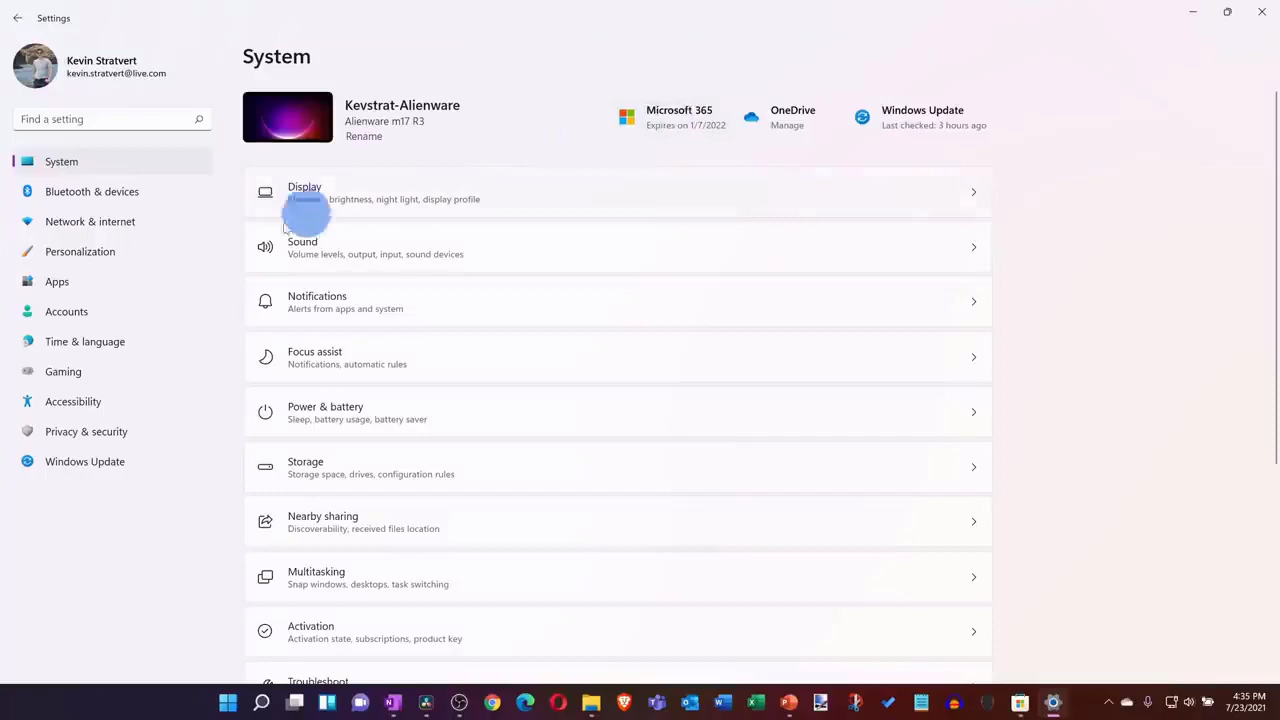 Settings
Kevin Stratvert
kevin.stratvert@live.com
Find a setting
System
Bluetooth & devices
Network & internet
Personalization
Apps
Accounts
Time & language
Gaming
Accessibility
Privacy & security
Windows Update
System
Kevstrat-Alienware
Alienware m17 R3
Rename
Microsoft 365
Expires on 1/7/2022
OneDrive
Manage
Windows Update
Last checked: 3 hours ago
Display
brightness, night light, display profile
Sound
Volume levels, output, input, sound devices
Notifications
Alerts from apps and system
Focus assist
Notifications, automatic rules
Power & battery
Sleep, battery usage, battery saver
Storage
Storage space, drives, configuration rules
Nearby sharing
Discoverability, received files location
Multitasking
Snap windows, desktops, task switching
Activation
Activation state, subscriptions, product key
Troubleshoot
4:35 PM
7/23/2021